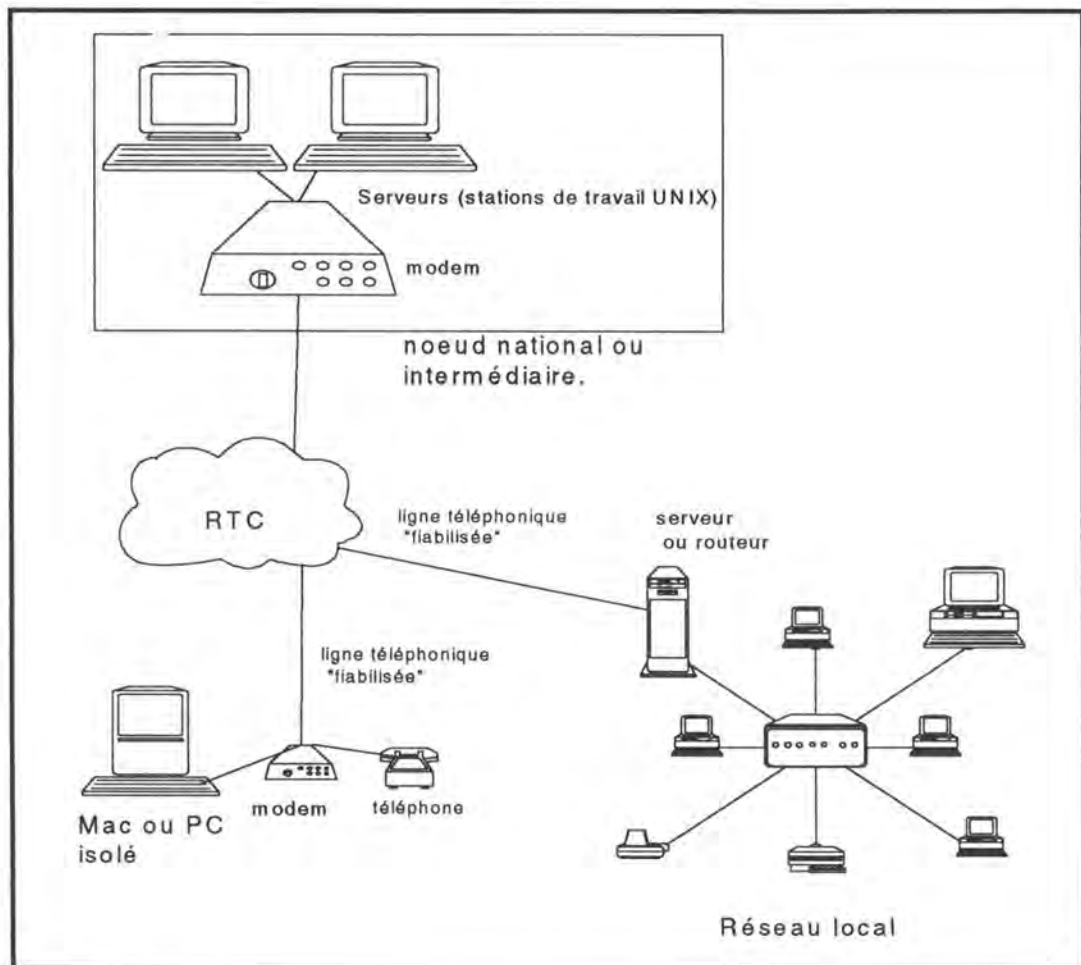 Serveurs (stations de travail UNIX)
modem
noeud national ou
intermédiaire.
RTC
ligne téléphonique
"fiabilisée"
serveur
ou routeur
ligne téléphonique
"fiabilisée"
modem
téléphone
Mac ou PC
isolé
Réseau local